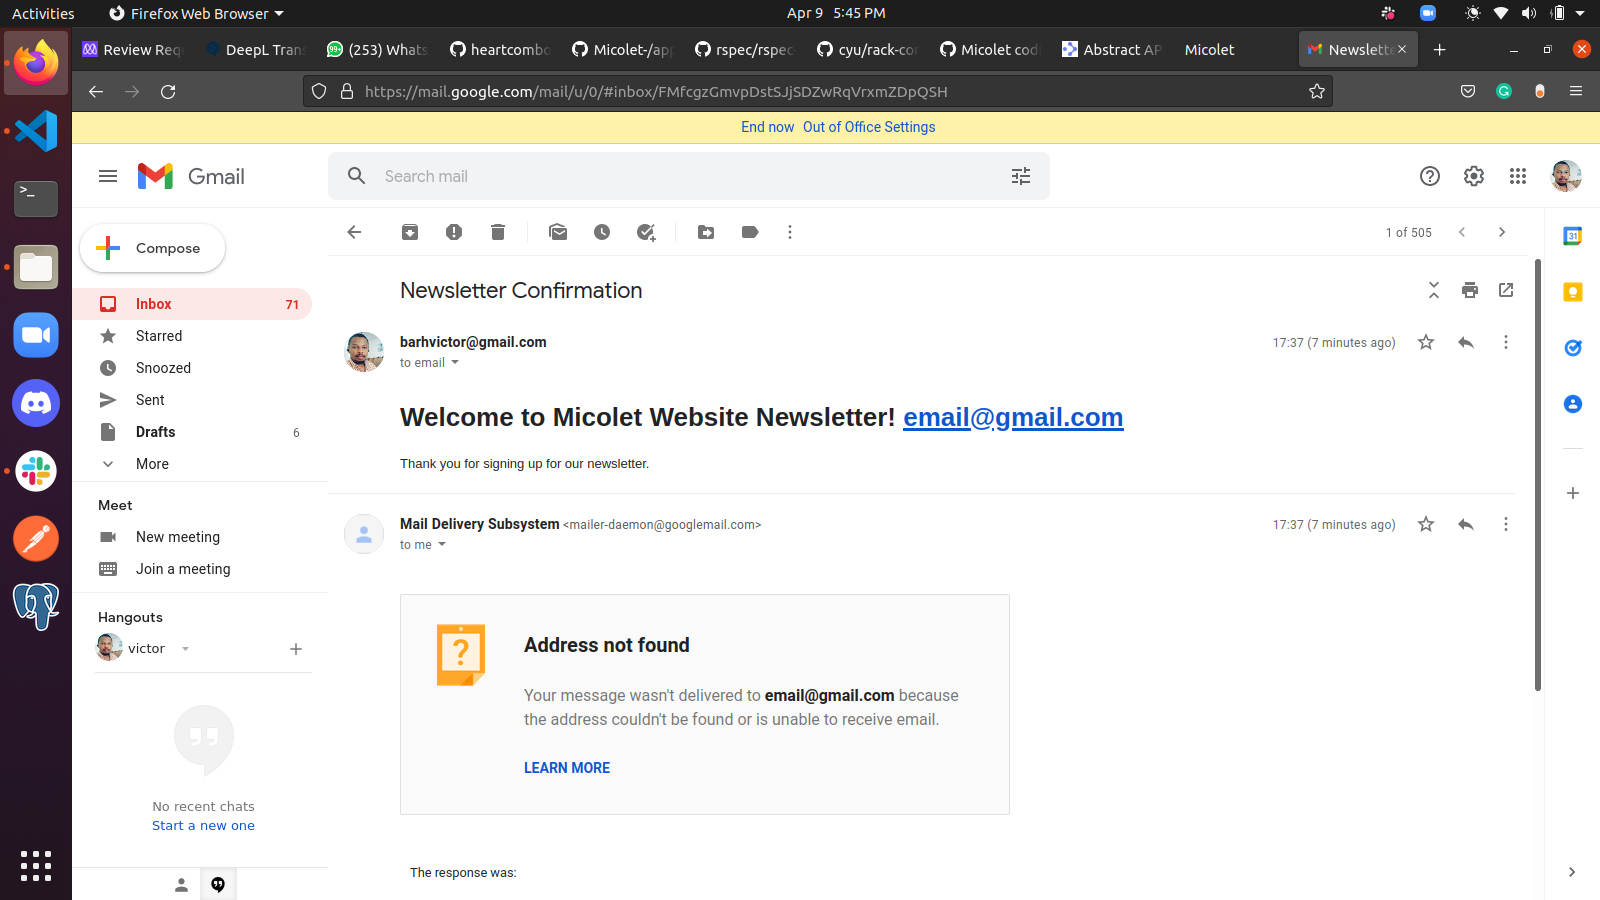 Activities
Firefox Web Browser
Apr 9 5:45 PM
Review Req
DeepL Trans
(253) Whats
heartcombo
Micolet-/app
rspec/rspec-
cyu/rack-cor
Micolet cod
Abstract AP
Micolet
Newslette
https://mail.google.com/mail/u/0/#inbox/FMfcgzGmvpDstSJjSDZwRqVrxmZDpQSH
End now Out of Office Settings
Gmail
Search mail
Compose
1 of 505
Inbox 71
Starred
Snoozed
Sent
Drafts 6
More
Meet
New meeting
Join a meeting
Hangouts
victor
No recent chats
Start a new one
Newsletter Confirmation
barhvictor@gmail.com
17:37 (7 minutes ago)
to email
Welcome to Micolet Website Newsletter! email@gmail.com
Thank you for signing up for our newsletter.
Mail Delivery Subsystem <mailer-daemon@googlemail.com>
17:37 (7 minutes ago)
to me
Address not found
Your message wasn't delivered to email@gmail.com because
the address couldn't be found or is unable to receive email.
LEARN MORE
The response was:
31